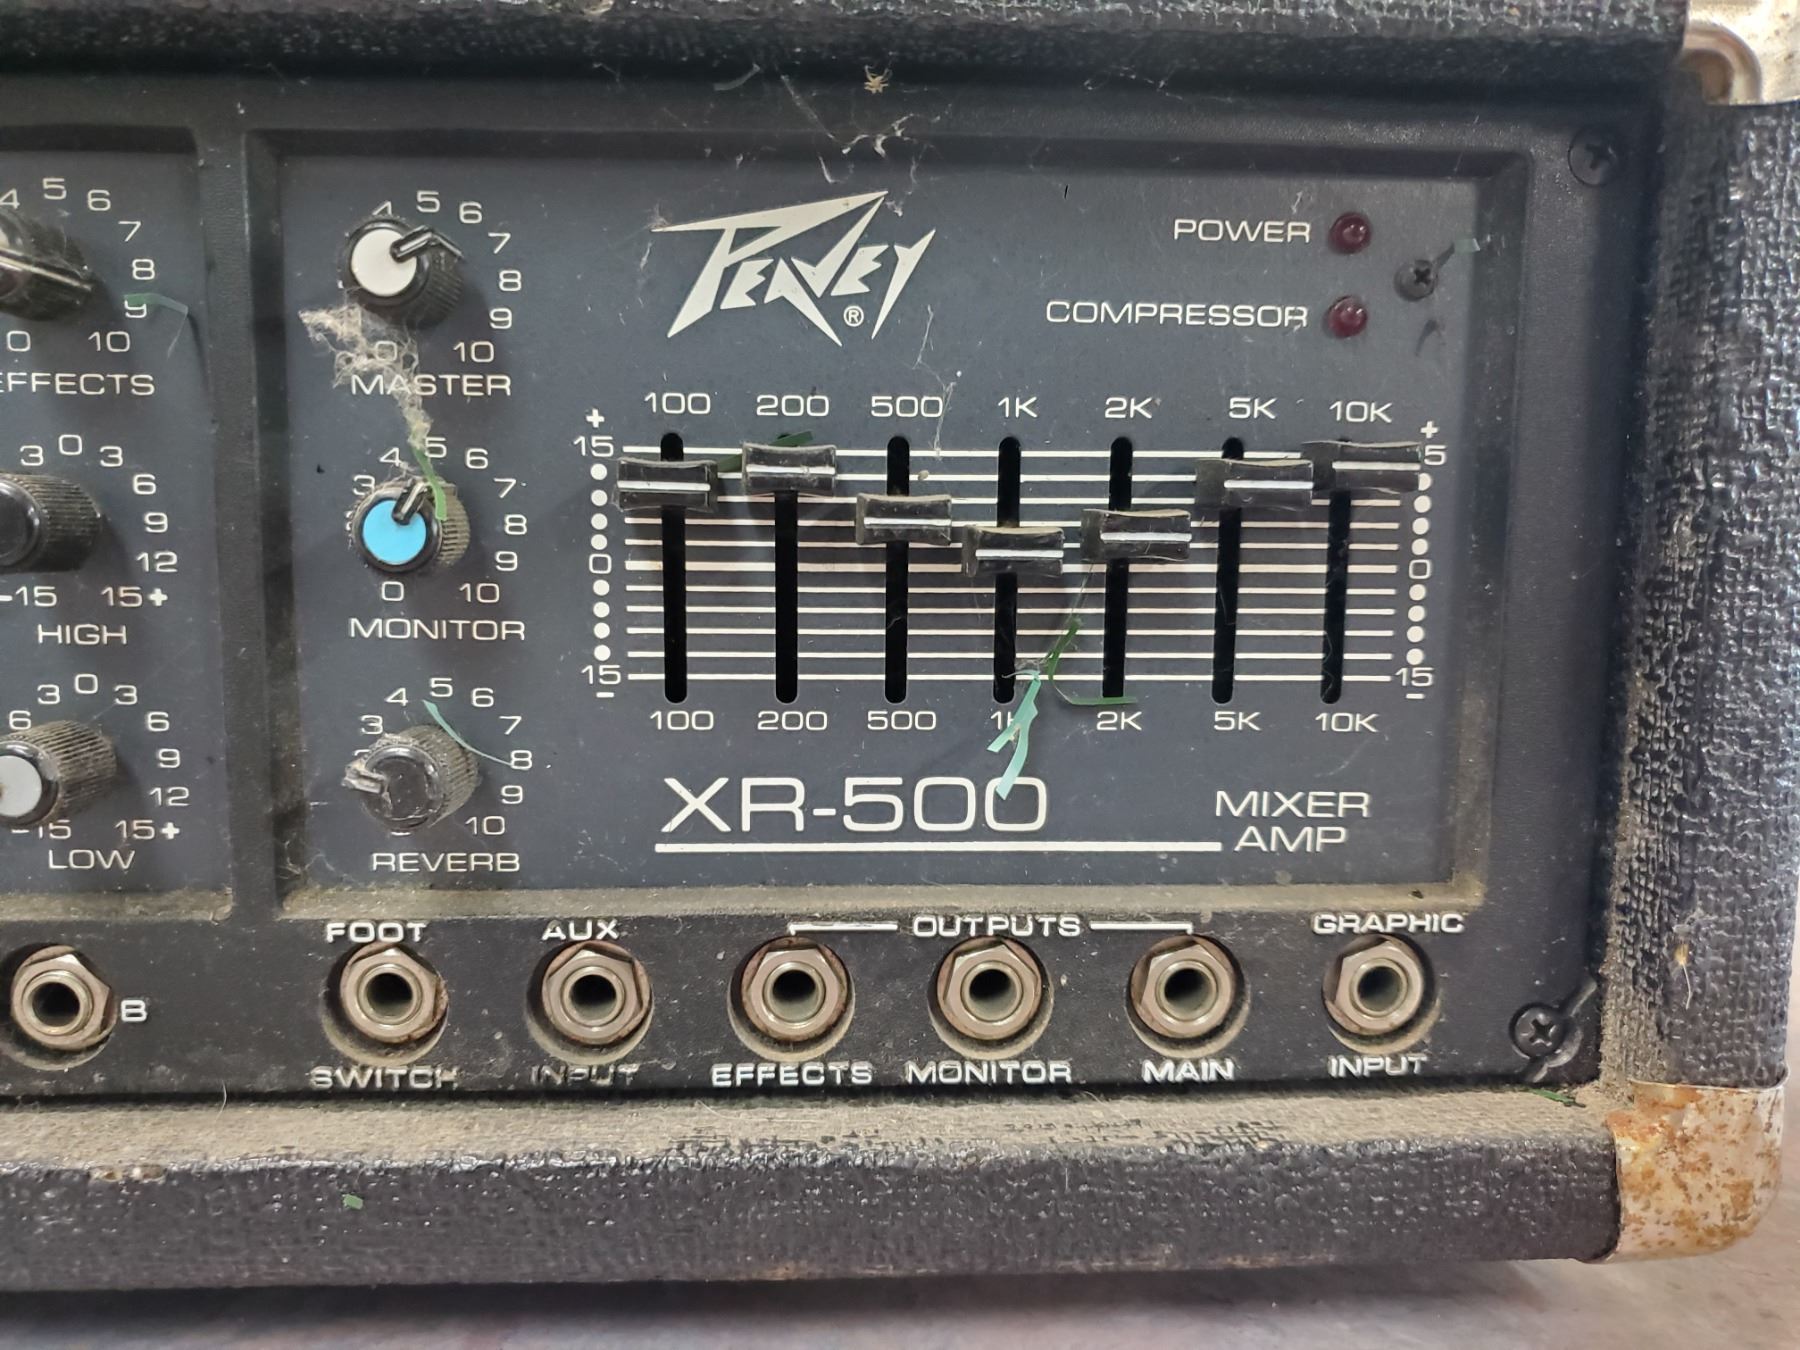 4 5 6
7
8
9
0 10
EFFECTS
3 0 3
6
9
12
-15 15+
HIGH
3 0 3
6 6
9
12
-15 15+
LOW
4 5 6
7
8
9
0 10
MASTER
4 5 6
3 7
8
9
0 10
MONITOR
4 5 6
3 7
8
9
10
REVERB
PEAVEY®
POWER
COMPRESSOR
100 200 500 1K 2K 5K 10K
+ +
15 5
0 0
15 15
- -
100 200 500 1K 2K 5K 10K
XR-500
MIXER
AMP
B
FOOT
SWITCH
AUX
INPUT
OUTPUTS
EFFECTS MONITOR MAIN
GRAPHIC
INPUT